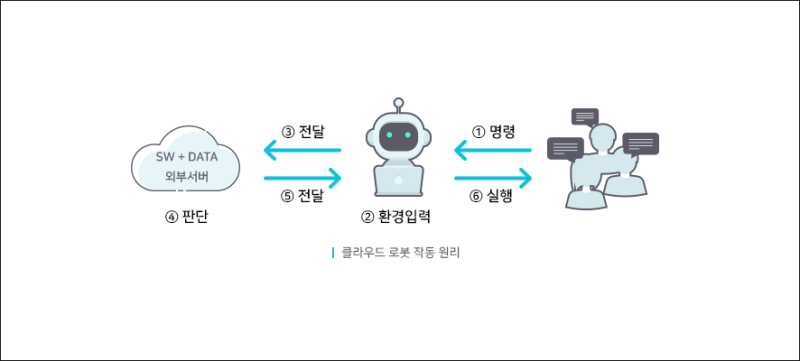 ③ 전달
① 명령
SW + DATA
외부서버
⑤ 전달
⑥ 실행
④ 판단
② 환경입력
클라우드 로봇 작동 원리